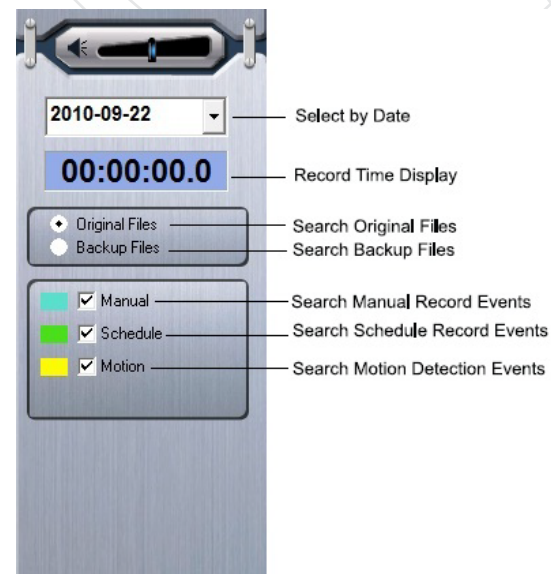 2010-09-22 Select by Date
00:00:00.0 Record Time Display
Original Files Search Original Files
Backup Files Search Backup Files
Manual Search Manual Record Events
Schedule Search Schedule Record Events
Motion Search Motion Detection Events